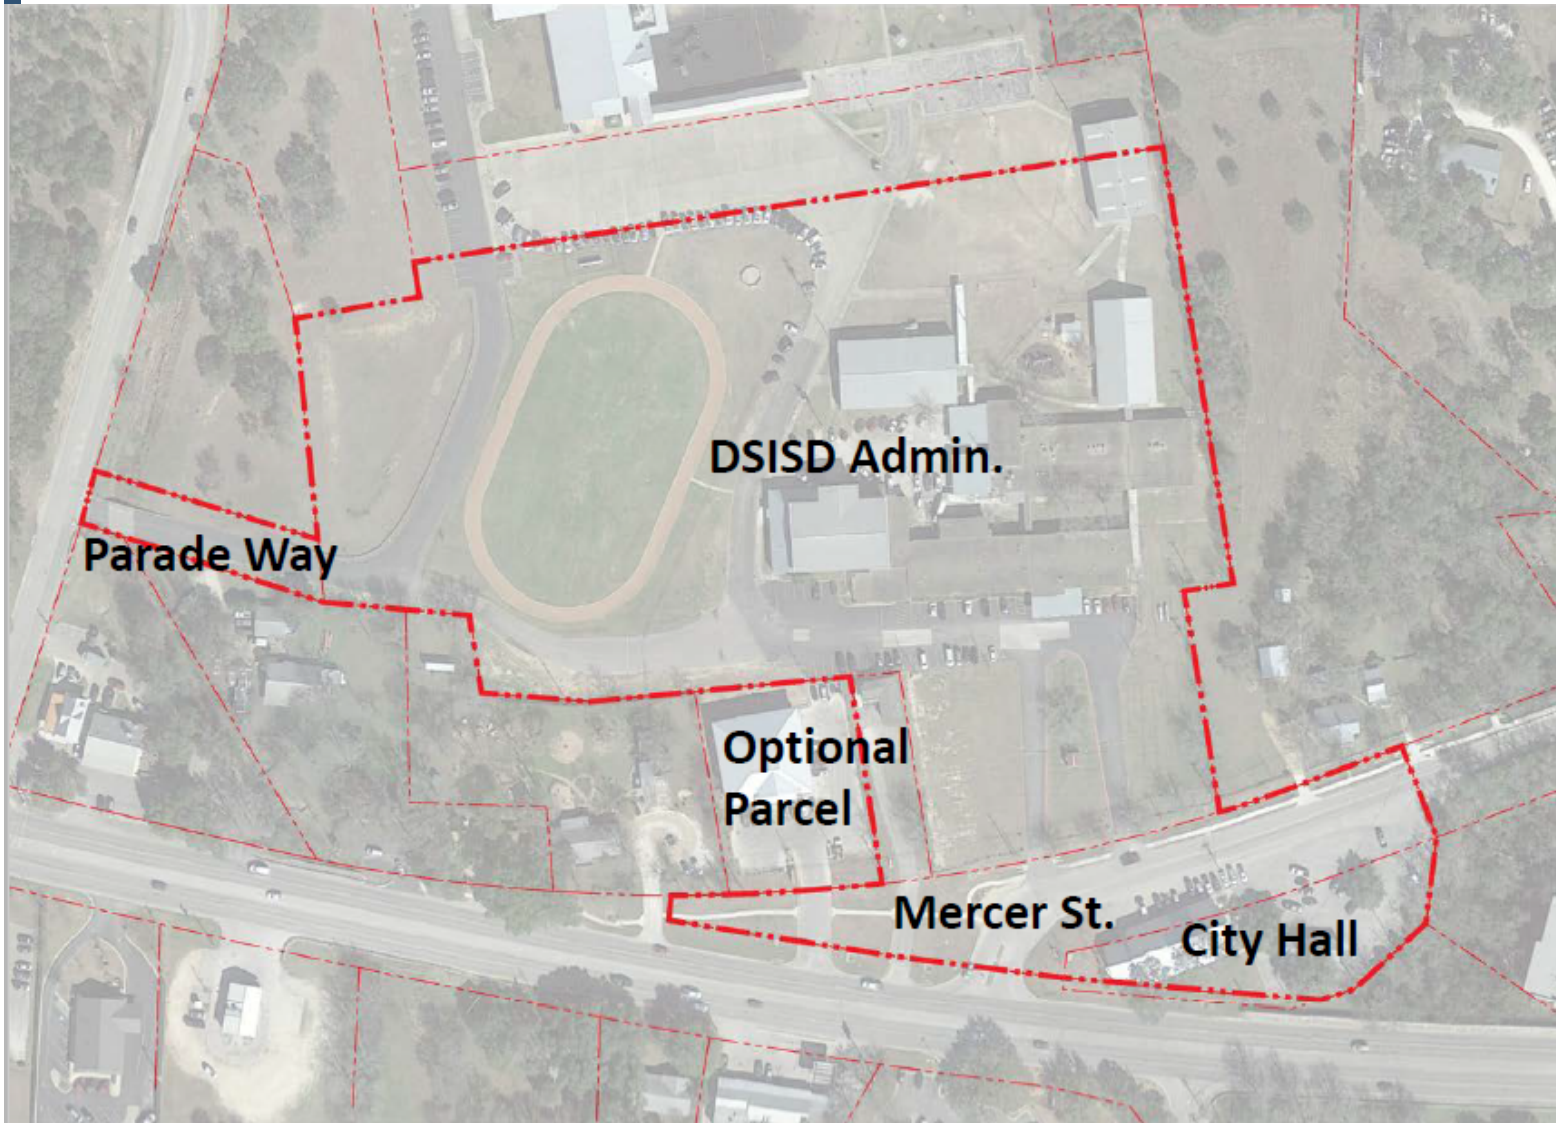 DSISD Admin.
Parade Way
Optional
Parcel
Mercer St.
City Hall